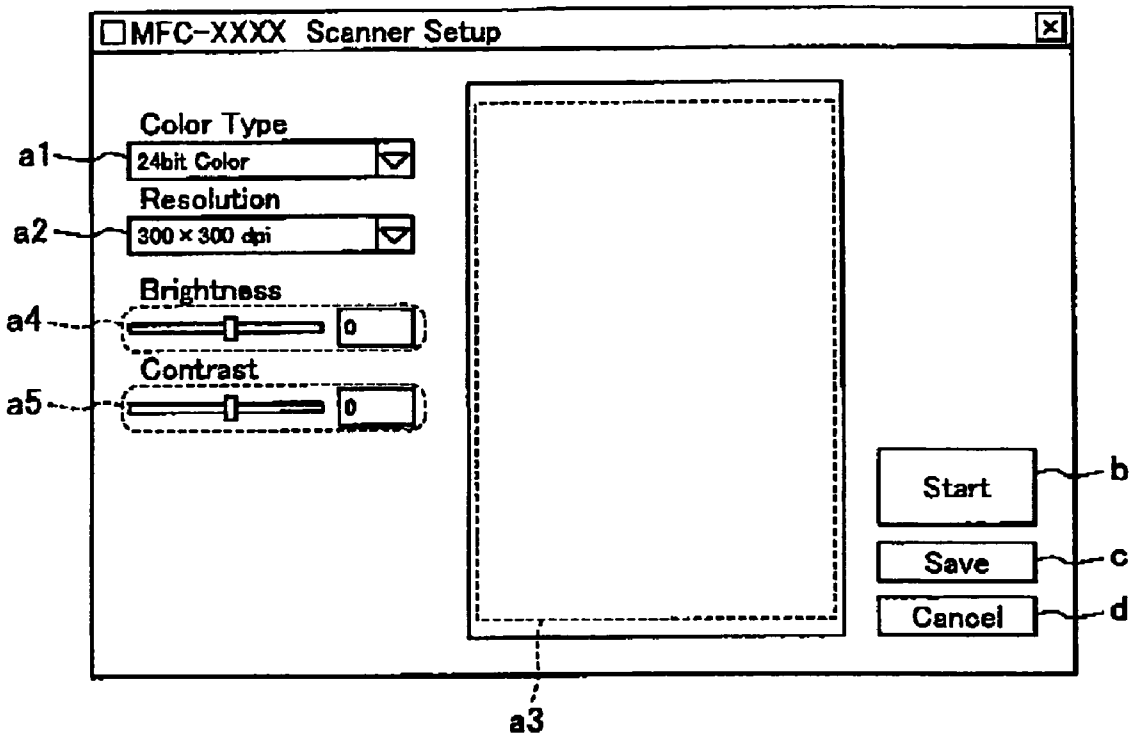 MFC-XXXX Scanner Setup
Color Type
a1
24bit Color
Resolution
a2
300 × 300 dpi
Brightness
a4
0
Contrast
a5
0
b
Start
c
Save
d
Cancel
a3